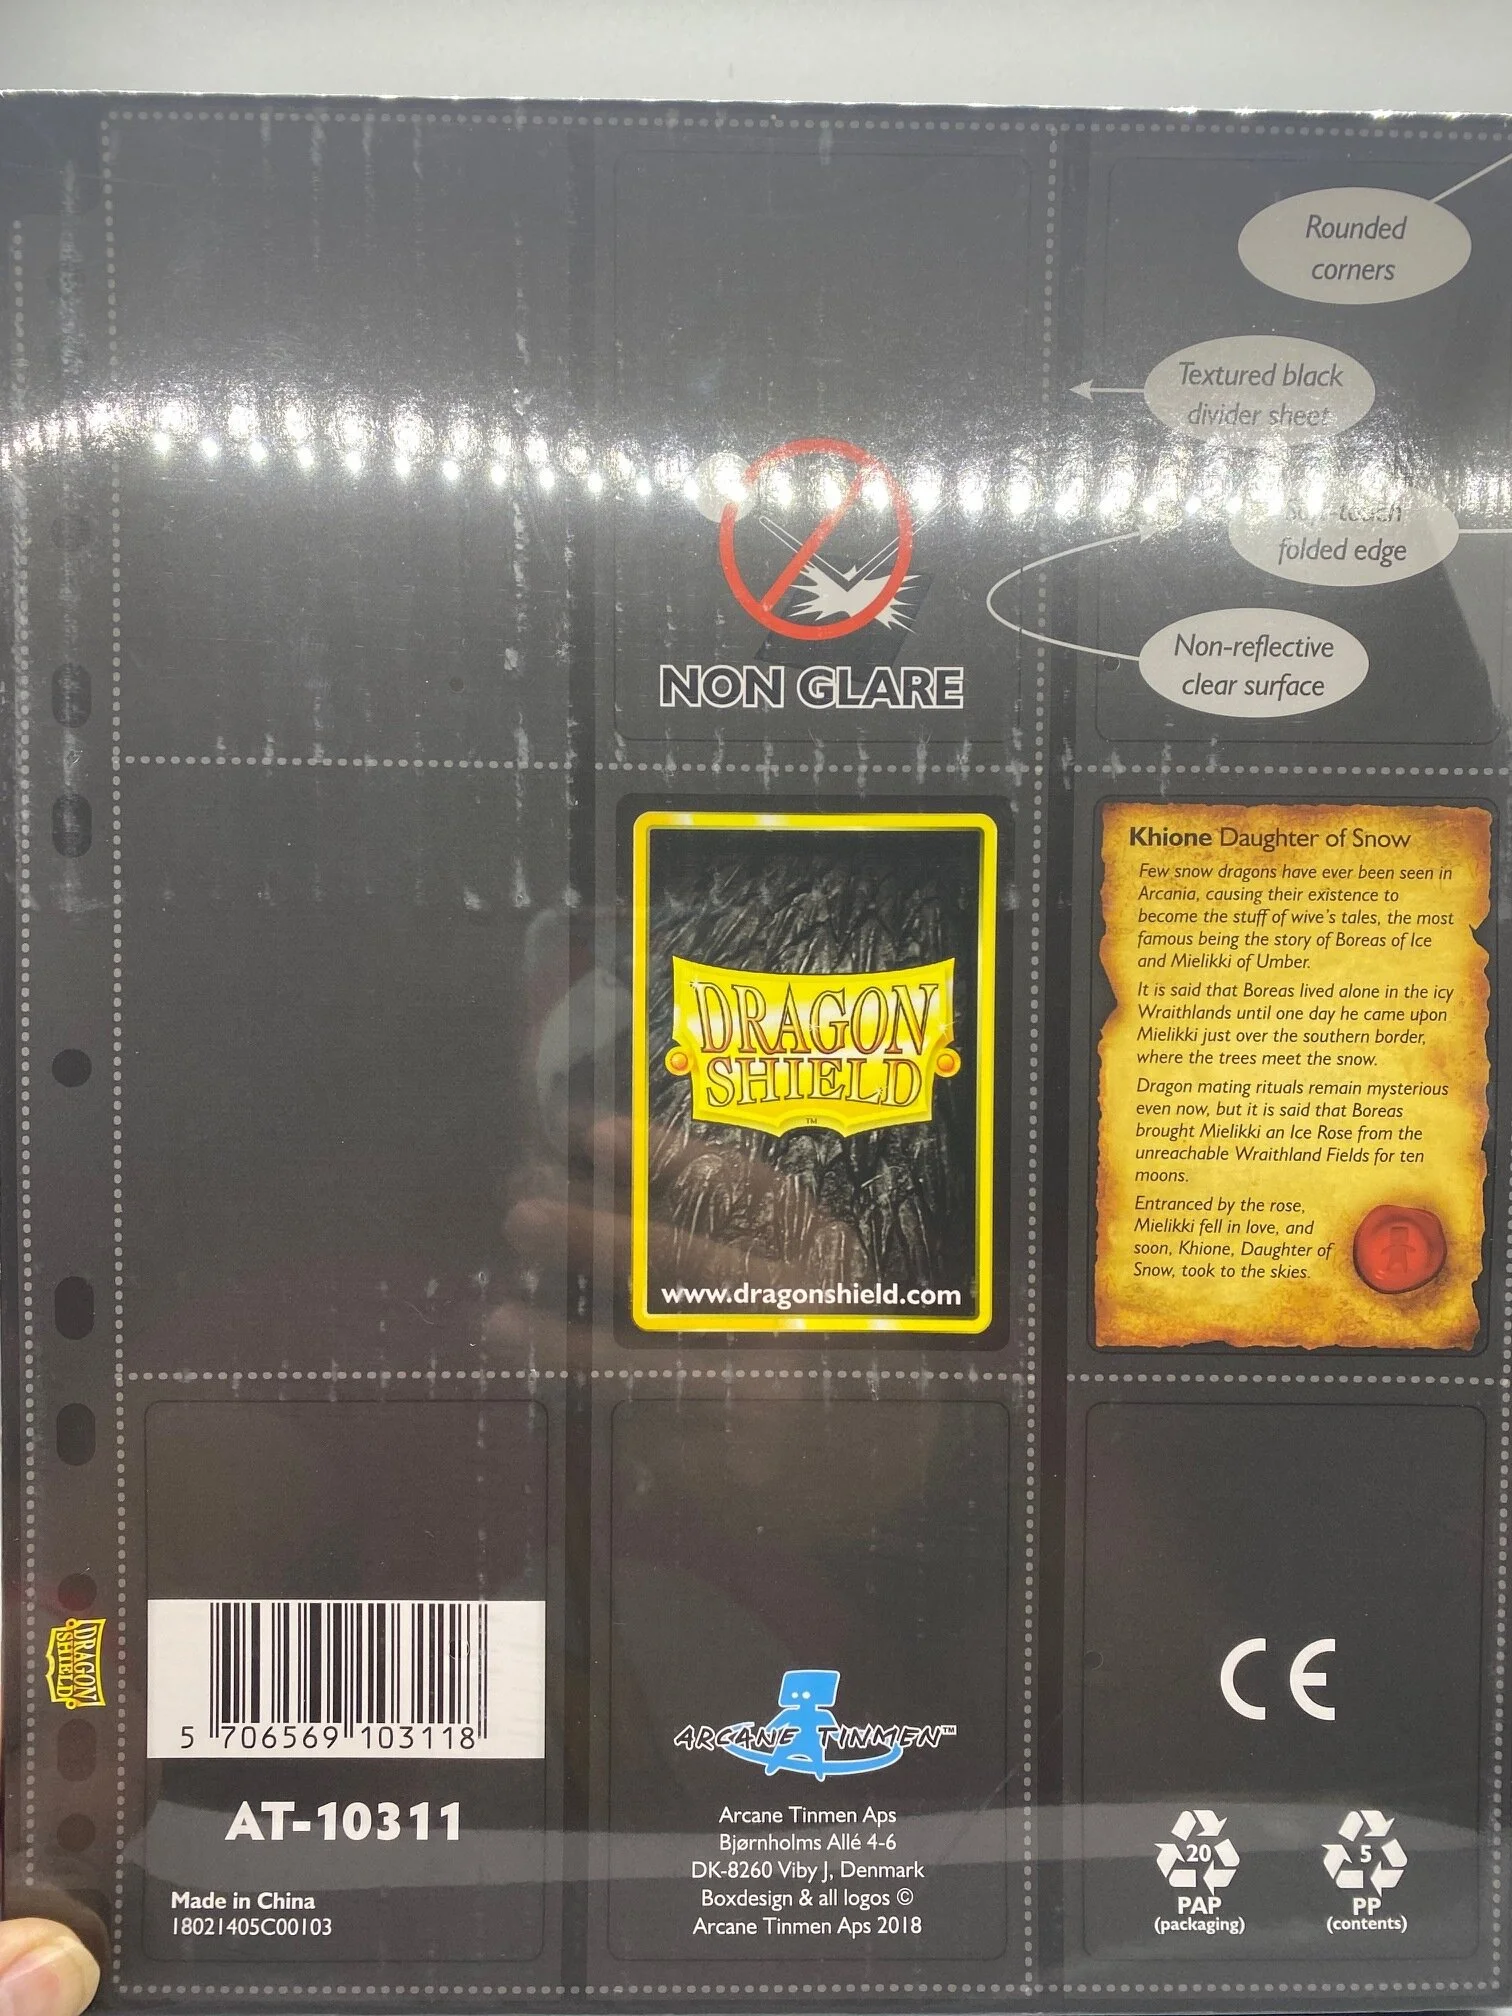 Rounded
corners
Textured black
divider sheet
Soft-touch
folded edge
Non-reflective
clear surface
NON GLARE
DRAGON
SHIELD
™
www.dragonshield.com
Khione Daughter of Snow
Few snow dragons have ever been seen in
Arcania, causing their existence to
become the stuff of wive's tales, the most
famous being the story of Boreas of Ice
and Mielikki of Umber.
It is said that Boreas lived alone in the icy
Wraithlands until one day he came upon
Mielikki just over the southern border,
where the trees meet the snow.
Dragon mating rituals remain mysterious
even now, but it is said that Boreas
brought Mielikki an Ice Rose from the
unreachable Wraithland Fields for ten
moons.
Entranced by the rose,
Mielikki fell in love, and
soon, Khione, Daughter of
Snow, took to the skies.
DRAGON
SHIELD
5 706569 103118
AT-10311
Made in China
18021405C00103
ARCANE TINMEN™
Arcane Tinmen Aps
Bjørnholms Allé 4-6
DK-8260 Viby J, Denmark
Boxdesign & all logos ©
Arcane Tinmen Aps 2018
CE
20
PAP
(packaging)
5
PP
(contents)